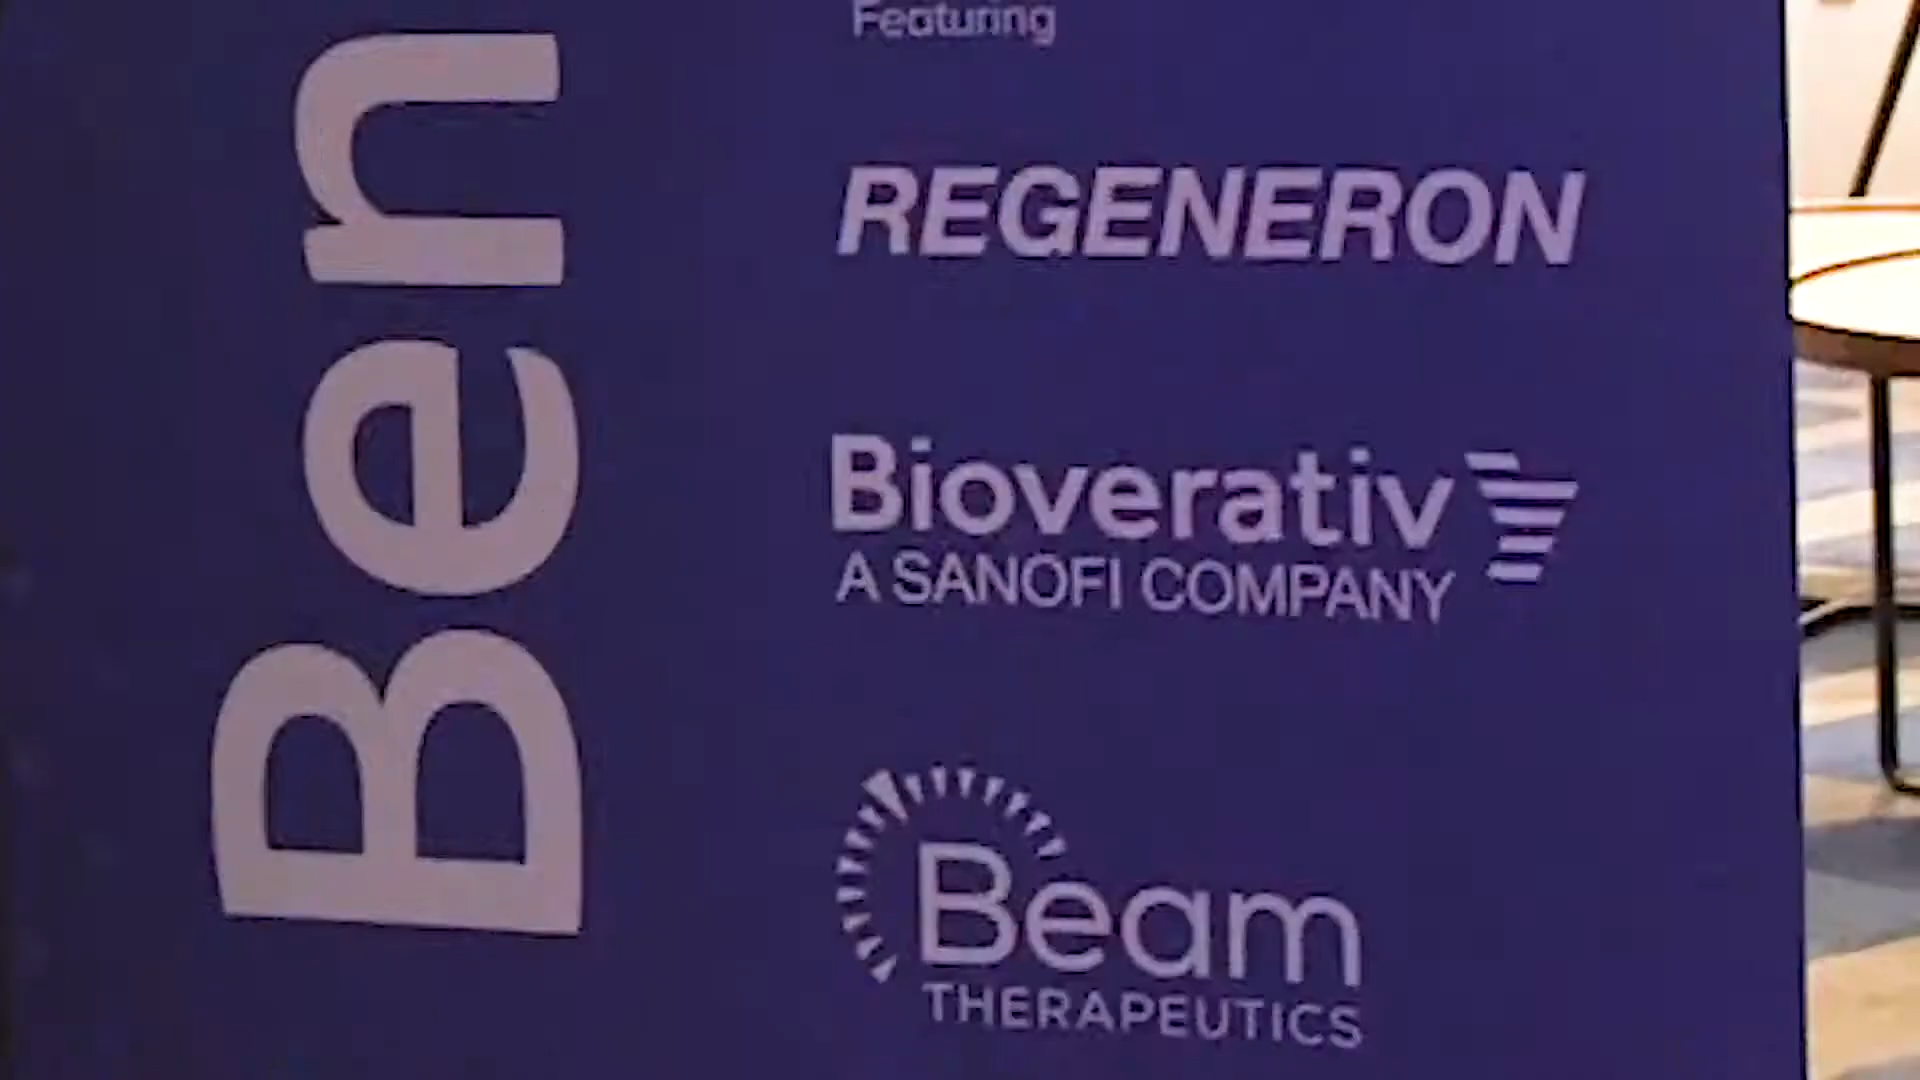 Ben
Featuring
REGENERON
Bioverativ
A SANOFI COMPANY
Beam
THERAPEUTICS